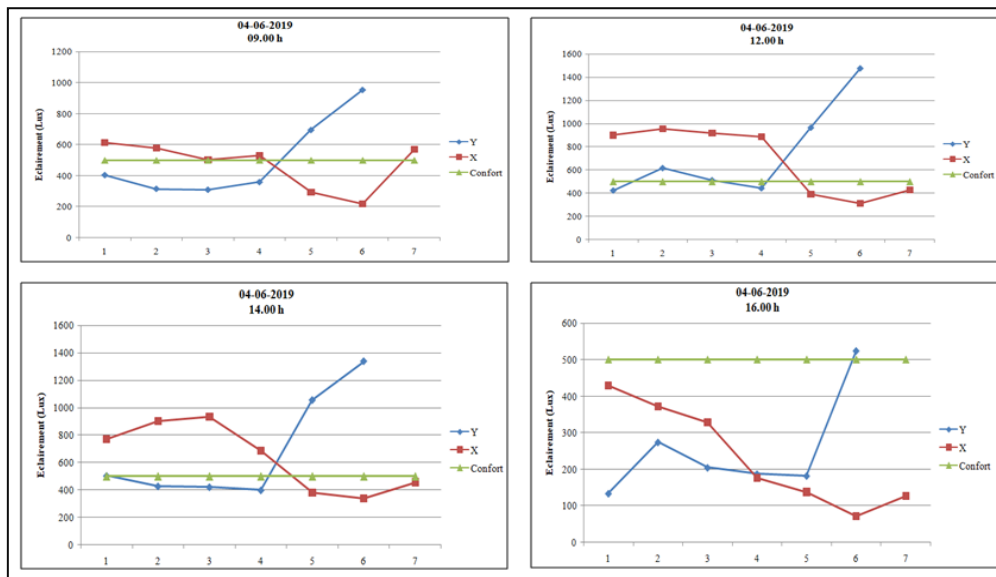 04-06-2019
09.00 h
Eclairement (Lux)
1200
1000
800
600
400
200
0
1 2 3 4 5 6 7
Y
X
Confort
04-06-2019
12.00 h
Eclairement (Lux)
1600
1400
1200
1000
800
600
400
200
0
1 2 3 4 5 6 7
Y
X
Confort
04-06-2019
14.00 h
Eclairement (Lux)
1600
1400
1200
1000
800
600
400
200
0
1 2 3 4 5 6 7
Y
X
Confort
04-06-2019
16.00 h
Eclairement (Lux)
600
500
400
300
200
100
0
1 2 3 4 5 6 7
Y
X
Confort